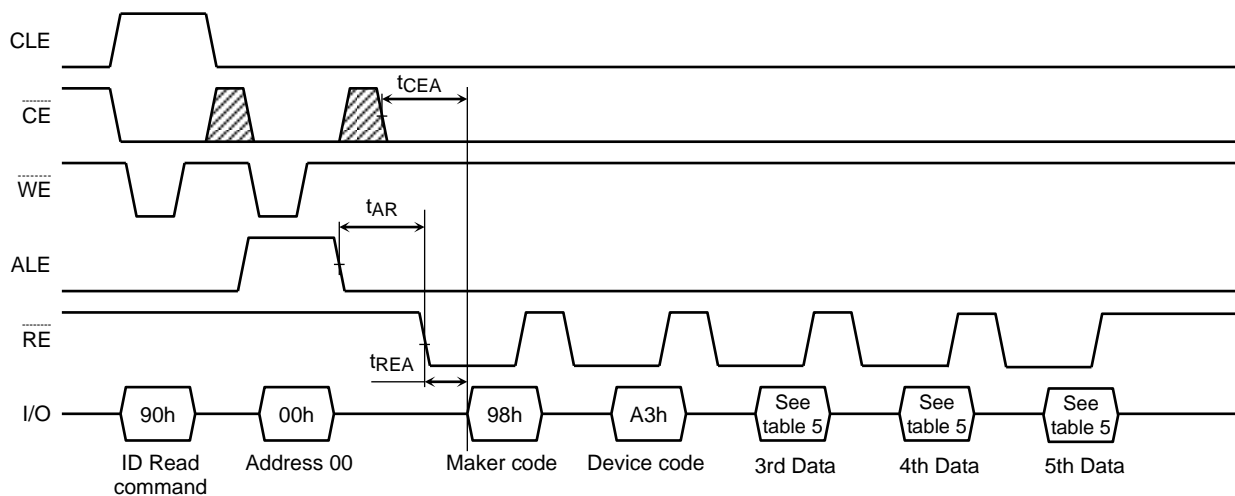 CLE
tCEA
CE
WE
tAR
ALE
RE
tREA
I/O
90h
00h
98h
A3h
See
table 5
See
table 5
See
table 5
ID Read
command
Address 00
Maker code
Device code
3rd Data
4th Data
5th Data